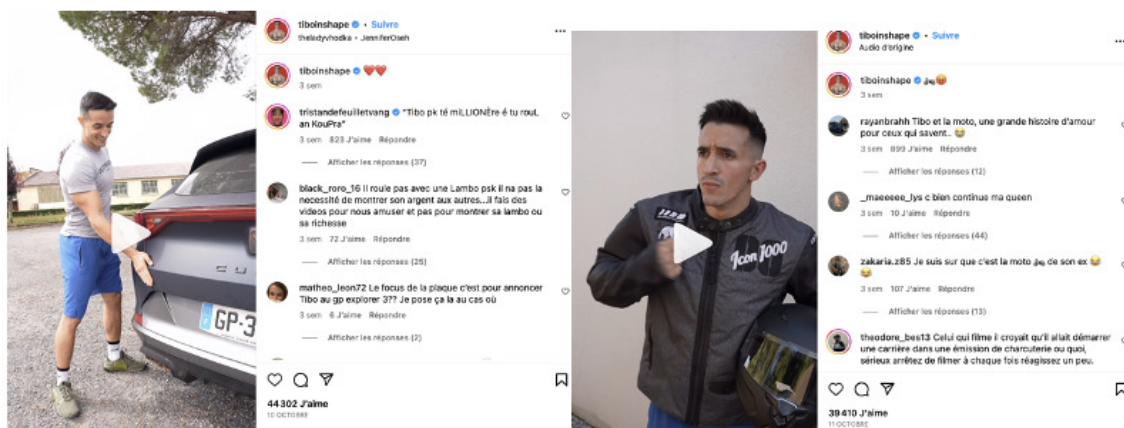 tiboinshape • Suivre
theladyvhodka • JenniferOseh
tiboinshape ❤️❤️
3 sem
tristandefeuilletvang "Tibo pk té miLLIONÈre é tu rouL
an KouPra"
3 sem 823 J'aime Répondre
Afficher les réponses (37)
black_roro_16 Il roule pas avec une Lambo psk il na pas la
necessité de montrer son argent aux autres...il fais des
videos pour nous amuser et pas pour montrer sa lambo ou
sa richesse
3 sem 72 J'aime Répondre
Afficher les réponses (25)
matheo_leon72 Le focus de la plaque c'est pour annoncer
Tibo au gp explorer 3?? Je pose ça la au cas où
3 sem 6 J'aime Répondre
Afficher les réponses (2)
44 302 J'aime
10 OCTOBRE
CU
GP-3
tiboinshape • Suivre
Audio d'origine
tiboinshape 🏍️🥵
3 sem
rayanbrahh Tibo et la moto, une grande histoire d'amour
pour ceux qui savent.. 😂
3 sem 899 J'aime Répondre
Afficher les réponses (12)
_maeeeee_lys c bien continue ma queen
3 sem 10 J'aime Répondre
Afficher les réponses (44)
zakaria.z85 Je suis sur que c'est la moto 🏍️ de son ex 😂
😂
3 sem 107 J'aime Répondre
Afficher les réponses (13)
theodore_bes13 Celui qui filme il croyait qu'il allait démarrer
une carrière dans une émission de charcuterie ou quoi,
sérieux arrêtez de filmer à chaque fois réagissez un peu.
39 410 J'aime
11 OCTOBRE
Icon 1000